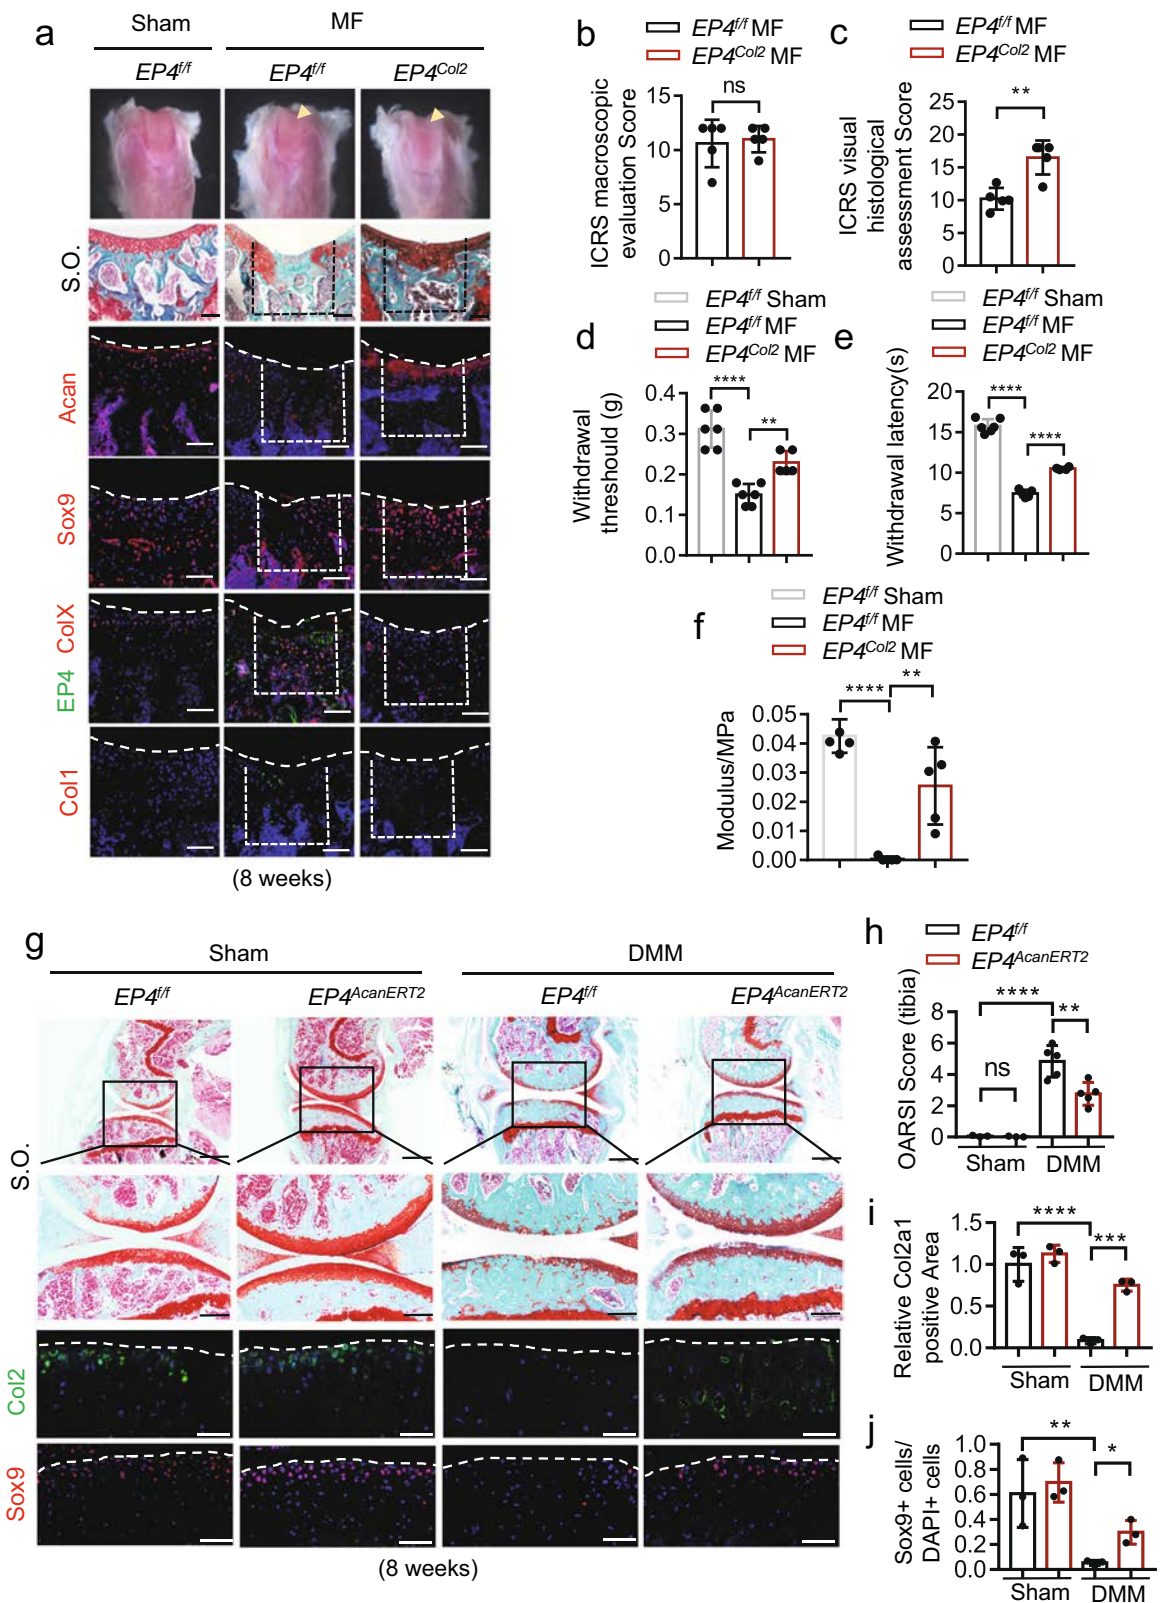 a
Sham
MF
EP4f/f
EP4f/f
EP4Col2
S.O.
Acan
Sox9
EP4 ColX
Col1
(8 weeks)
b
EP4f/f MF
EP4Col2 MF
ns
ICRS macroscopic
evaluation Score
15
10
5
0
c
EP4f/f MF
EP4Col2 MF
**
ICRS visual
histological
assessment Score
25
20
15
10
5
0
d
EP4f/f Sham
EP4f/f MF
EP4Col2 MF
****
**
Withdrawal
threshould (g)
0.4
0.3
0.2
0.1
0.0
e
EP4f/f Sham
EP4f/f MF
EP4Col2 MF
****
****
Withdrawal latency(s)
20
15
10
5
0
f
EP4f/f Sham
EP4f/f MF
EP4Col2 MF
****
**
Modulus/MPa
0.05
0.04
0.03
0.02
0.01
0.00
g
Sham
DMM
EP4f/f
EP4AcanERT2
EP4f/f
EP4AcanERT2
S.O.
Col2
Sox9
(8 weeks)
h
EP4f/f
EP4AcanERT2
****
**
ns
OARSI Score (tibia)
8
6
4
2
0
Sham
DMM
i
****
***
Relative Col2a1
positive Area
1.5
1.0
0.5
0.0
Sham
DMM
j
**
*
Sox9+ cells/
DAPI+ cells
1.0
0.8
0.6
0.4
0.2
0.0
Sham
DMM